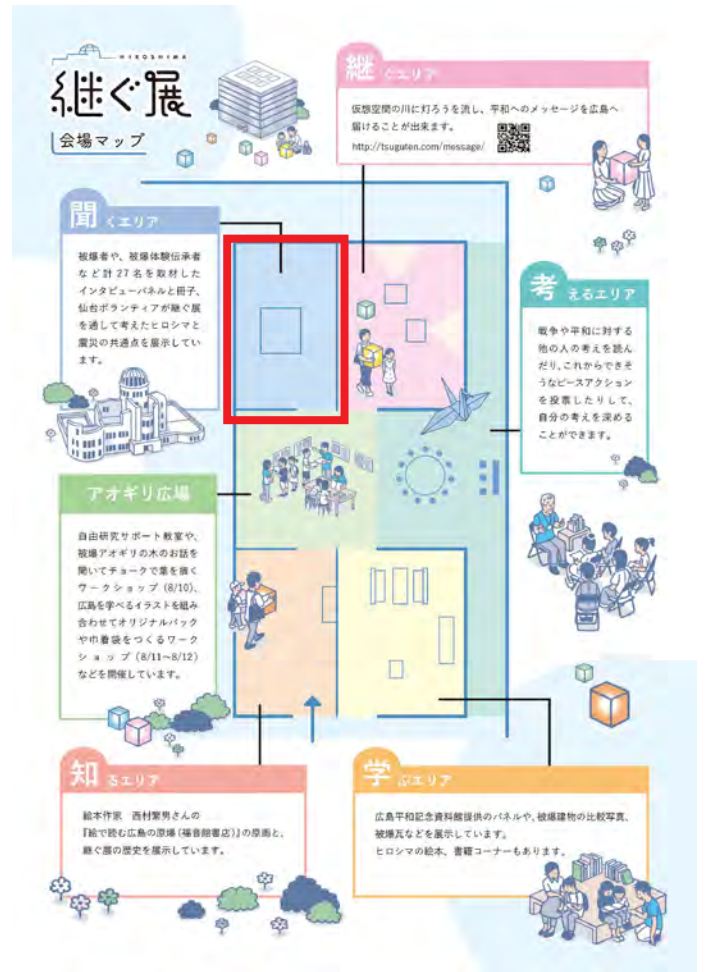 HIROSHIMA
継ぐ展
会場マップ
継ぐエリア
仮想空間の川に灯ろうを流し、平和へのメッセージを広島へ
届けることが出来ます。
http://tsuguten.com/message/
聞くエリア
被爆者や、被爆体験伝承者
など計27名を取材した
インタビューパネルと冊子、
仙台ボランティアが継ぐ展
を通して考えたヒロシマと
震災の共通点を展示してい
ます。
考えるエリア
戦争や平和に対する
他の人の考えを読ん
だり、これからできそ
うなピースアクション
を投票したりして、
自分の考えを深める
ことができます。
アオギリ広場
自由研究サポート教室や、
被爆アオギリの木のお話を
聞いてチョークで葉を描く
ワークショップ(8/10)、
広島を学べるイラストを組み
合わせてオリジナルバック
や巾着袋をつくるワーク
ショップ(8/11~8/12)
などを開催しています。
知るエリア
絵本作家 西村繁男さんの
『絵で読む広島の原爆(福音館書店)』の原画と、
継ぐ展の歴史を展示しています。
学ぶエリア
広島平和記念資料館提供のパネルや、被爆建物の比較写真、
被爆瓦などを展示しています。
ヒロシマの絵本、書籍コーナーもあります。